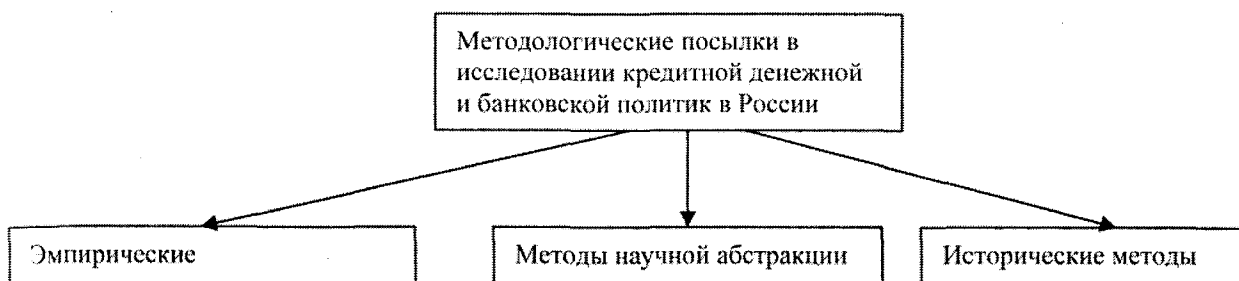 Методологические посылки в
исследовании кредитной денежной
и банковской политик в России
Эмпирические
Методы научной абстракции
Исторические методы